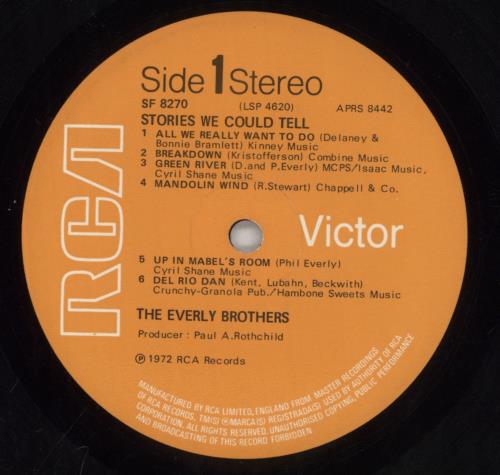 Side 1 Stereo
SF 8270 (LSP 4620) APRS 8442
STORIES WE COULD TELL
1 ALL WE REALLY WANT TO DO (Delaney &
Bonnie Bramlett) Kinney Music
2 BREAKDOWN (Kristofferson) Combine Music
3 GREEN RIVER (D.and P.Everly) MCPS/Isaac Music,
Cyril Shane Music
4 MANDOLIN WIND (R.Stewart) Chappell & Co.
RCA
Victor
5 UP IN MABEL'S ROOM (Phil Everly)
Cyril Shane Music
6 DEL RIO DAN (Kent, Lubahn, Beckwith)
Crunchy-Granola Pub./Hambone Sweets Music
THE EVERLY BROTHERS
Producer : Paul A.Rothchild
Ⓟ 1972 RCA Records
MANUFACTURED BY RCA LIMITED, ENGLAND FROM MASTER RECORDINGS
OF RCA RECORDS. TM(S) ® MARCA(S) REGISTRADA(S) USED BY AUTHORITY OF RCA
CORPORATION. ALL RIGHTS RESERVED. UNAUTHORISED COPYING, PUBLIC PERFORMANCE
AND BROADCASTING OF THIS RECORD FORBIDDEN